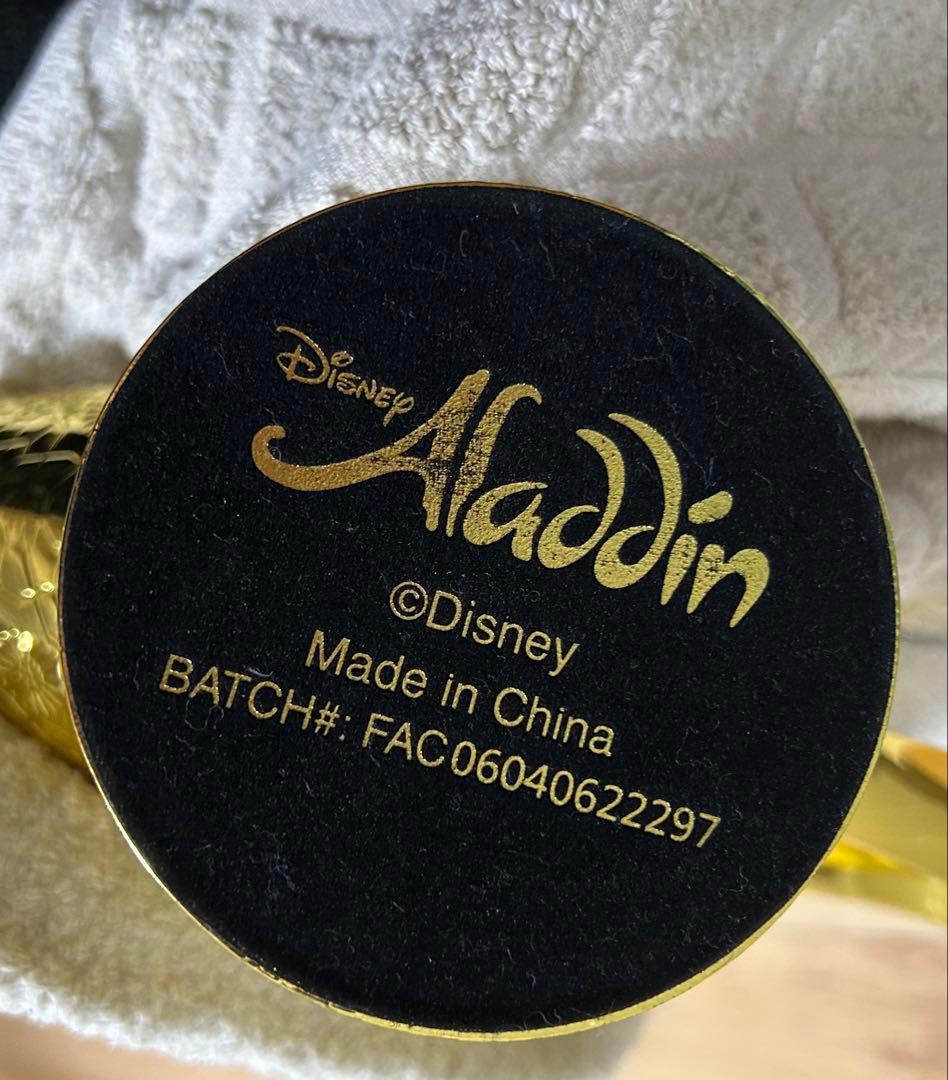 Disney
Aladdin
©Disney
Made in China
BATCH#: FAC06040622297